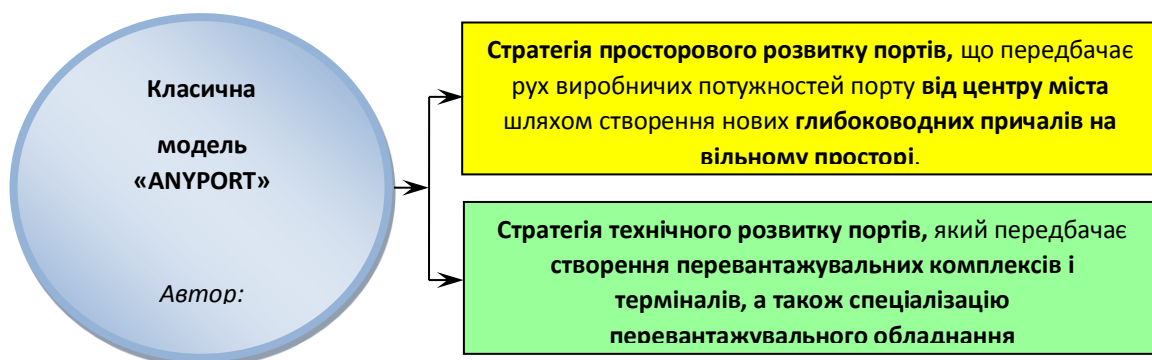 Класична
модель
«ANYPORT»
Автор:
Стратегія просторового розвитку портів, що передбачає
рух виробничих потужностей порту від центру міста
шляхом створення нових глибоководних причалів на
вільному просторі.
Стратегія технічного розвитку портів, який передбачає
створення перевантажувальних комплексів і
терміналів, а також спеціалізацію
перевантажувального обладнання